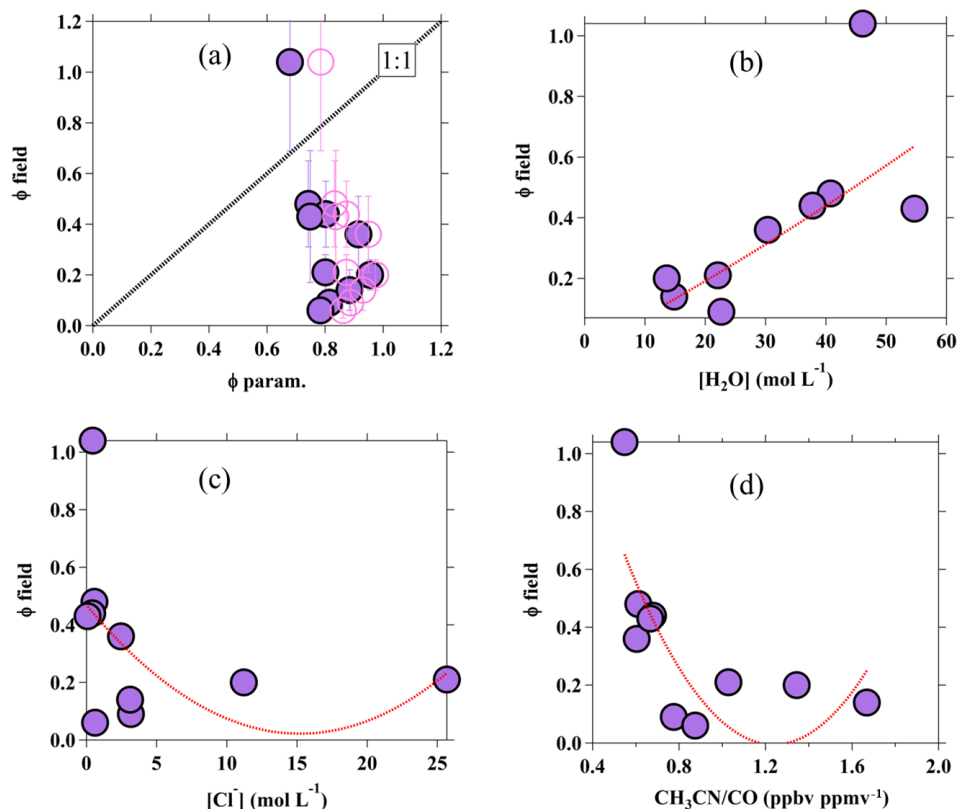 1.2
1.0
0.8
0.6
0.4
0.2
0.0
ϕ field
(a)
1:1
0.0 0.2 0.4 0.6 0.8 1.0 1.2
ϕ param.
1.0
0.8
0.6
0.4
0.2
ϕ field
(b)
0 10 20 30 40 50 60
[H₂O] (mol L⁻¹)
1.0
0.8
0.6
0.4
0.2
0.0
ϕ field
(c)
0 5 10 15 20 25
[Cl⁻] (mol L⁻¹)
1.0
0.8
0.6
0.4
0.2
0.0
ϕ field
(d)
0.4 0.8 1.2 1.6 2.0
CH₃CN/CO (ppbv ppmv⁻¹)